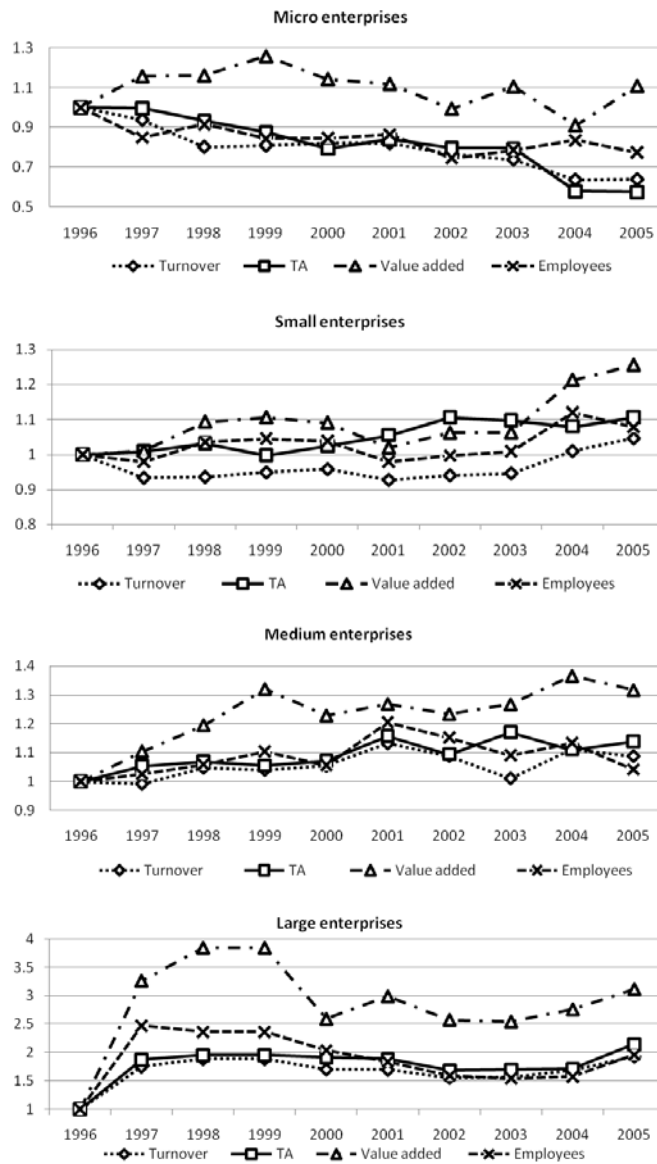 Micro enterprises
1.3
1.1
0.9
0.7
0.5
1996 1997 1998 1999 2000 2001 2002 2003 2004 2005
Turnover TA Value added Employees
Small enterprises
1.3
1.2
1.1
1
0.9
0.8
1996 1997 1998 1999 2000 2001 2002 2003 2004 2005
Turnover TA Value added Employees
Medium enterprises
1.4
1.3
1.2
1.1
1
0.9
1996 1997 1998 1999 2000 2001 2002 2003 2004 2005
Turnover TA Value added Employees
Large enterprises
4
3.5
3
2.5
2
1.5
1
1996 1997 1998 1999 2000 2001 2002 2003 2004 2005
Turnover TA Value added Employees